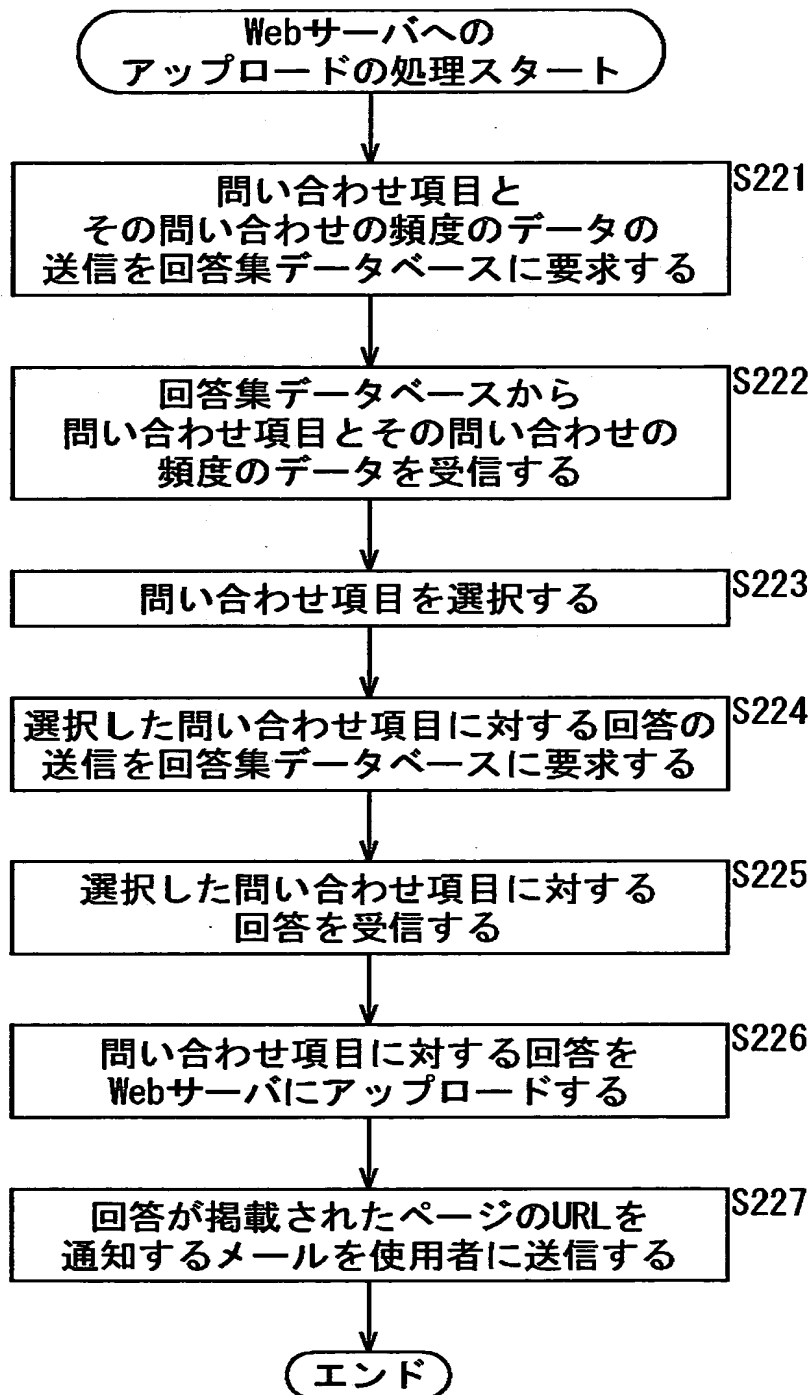 Webサーバへの
アップロードの処理スタート
S221
問い合わせ項目と
その問い合わせの頻度のデータの
送信を回答集データベースに要求する
S222
回答集データベースから
問い合わせ項目とその問い合わせの
頻度のデータを受信する
S223
問い合わせ項目を選択する
S224
選択した問い合わせ項目に対する回答の
送信を回答集データベースに要求する
S225
選択した問い合わせ項目に対する
回答を受信する
S226
問い合わせ項目に対する回答を
Webサーバにアップロードする
S227
回答が掲載されたページのURLを
通知するメールを使用者に送信する
エンド